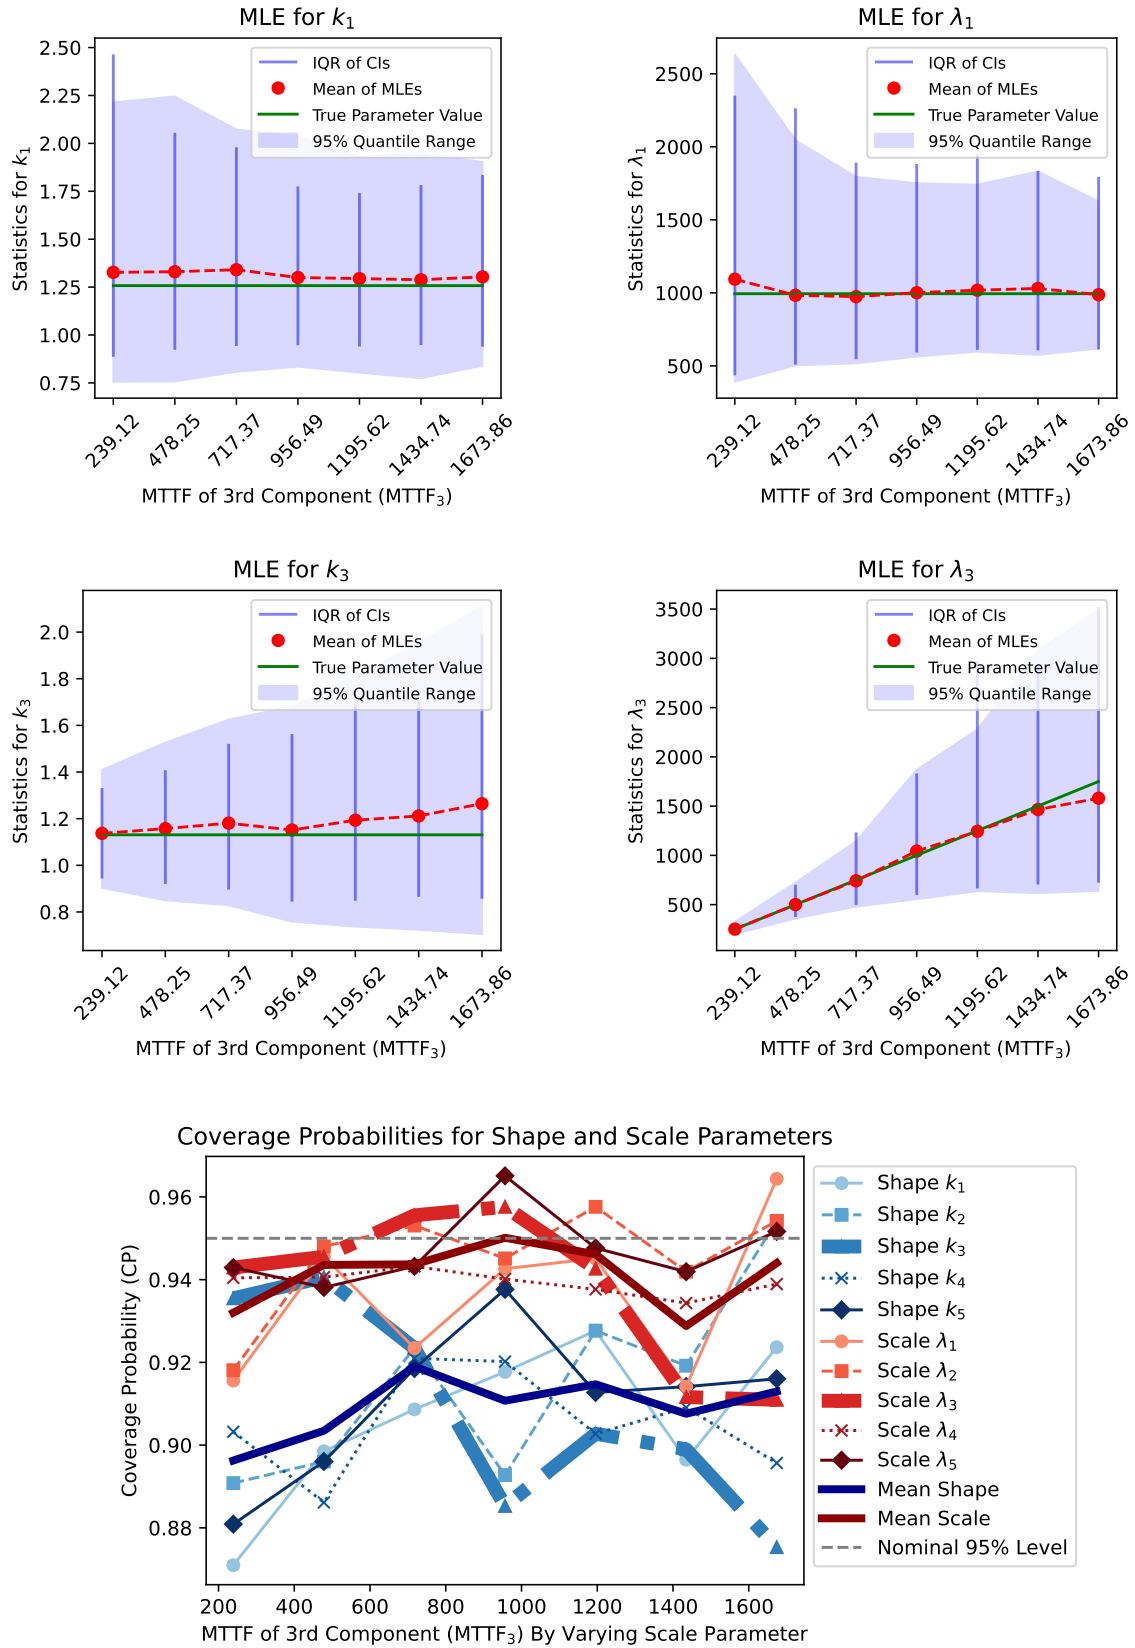 MLE for k₁
Statistics for k₁
2.50
2.25
2.00
1.75
1.50
1.25
1.00
0.75
IQR of CIs
Mean of MLEs
True Parameter Value
95% Quantile Range
239.12 478.25 717.37 956.49 1195.62 1434.74 1673.86
MTTF of 3rd Component (MTTF₃)
MLE for λ₁
Statistics for λ₁
2500
2000
1500
1000
500
IQR of CIs
Mean of MLEs
True Parameter Value
95% Quantile Range
239.12 478.25 717.37 956.49 1195.62 1434.74 1673.86
MTTF of 3rd Component (MTTF₃)
MLE for k₃
Statistics for k₃
2.0
1.8
1.6
1.4
1.2
1.0
0.8
IQR of CIs
Mean of MLEs
True Parameter Value
95% Quantile Range
239.12 478.25 717.37 956.49 1195.62 1434.74 1673.86
MTTF of 3rd Component (MTTF₃)
MLE for λ₃
Statistics for λ₃
3500
3000
2500
2000
1500
1000
500
IQR of CIs
Mean of MLEs
True Parameter Value
95% Quantile Range
239.12 478.25 717.37 956.49 1195.62 1434.74 1673.86
MTTF of 3rd Component (MTTF₃)
Coverage Probabilities for Shape and Scale Parameters
Coverage Probability (CP)
0.96
0.94
0.92
0.90
0.88
200 400 600 800 1000 1200 1400 1600
MTTF of 3rd Component (MTTF₃) By Varying Scale Parameter
Shape k₁
Shape k₂
Shape k₃
Shape k₄
Shape k₅
Scale λ₁
Scale λ₂
Scale λ₃
Scale λ₄
Scale λ₅
Mean Shape
Mean Scale
Nominal 95% Level